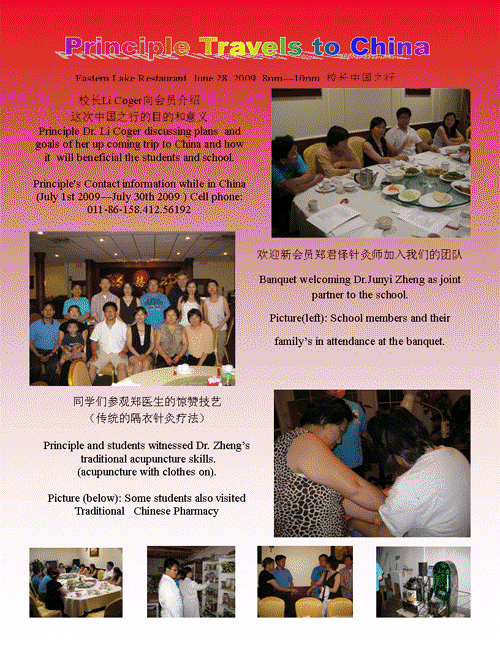 Principle Travels to China
Eastern Lake Restaurant June 28, 2009 8pm—10pm 校长中国之行
校长Li Coger向会员介绍
这次中国之行的目的和意义
Principle Dr. Li Coger discussing plans and
goals of her up coming trip to China and how
it will beneficial the students and school.
Principle's Contact information while in China
(July 1st 2009—July 30th 2009 ) Cell phone:
011-86-158.412.56192
欢迎新会员郑君铎针灸师加入我们的团队
Banquet welcoming Dr.Junyi Zheng as joint
partner to the school.
Picture(left): School members and their
family's in attendance at the banquet.
同学们参观郑医生的惊赞技艺
（传统的隔衣针灸疗法）
Principle and students witnessed Dr. Zheng's
traditional acupuncture skills.
(acupuncture with clothes on).
Picture (below): Some students also visited
Traditional Chinese Pharmacy